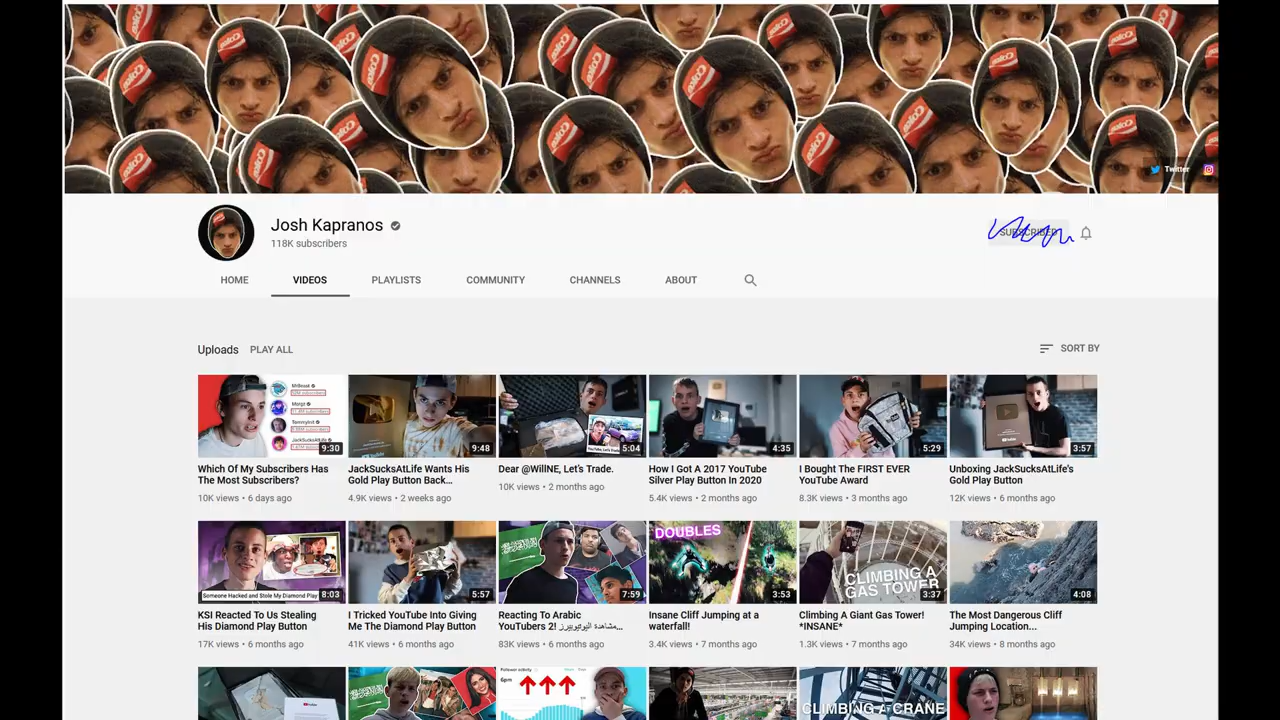 Twitter
Josh Kapranos
118K subscribers
SUBSCRIBED
HOME VIDEOS PLAYLISTS COMMUNITY CHANNELS ABOUT
Uploads PLAY ALL SORT BY
9:30 9:48 5:04 4:35 5:29 3:57
Which Of My Subscribers Has The Most Subscribers?
10K views • 6 days ago
JackSucksAtLife Wants His Gold Play Button Back...
4.9K views • 2 weeks ago
Dear @WillNE, Let's Trade.
10K views • 2 months ago
How I Got A 2017 YouTube Silver Play Button In 2020
5.4K views • 2 months ago
I Bought The FIRST EVER YouTube Award
8.3K views • 3 months ago
Unboxing JackSucksAtLife's Gold Play Button
12K views • 6 months ago
Someone Hacked and Stole My Diamond Play
8:03 5:57 7:59
DOUBLES
3:53
CLIMBING A GAS TOWER
3:37 4:08
KSI Reacted To Us Stealing His Diamond Play Button
17K views • 6 months ago
I Tricked YouTube Into Giving Me The Diamond Play Button
41K views • 6 months ago
Reacting To Arabic YouTubers 2! مشاهدة اليوتيوبرز...
83K views • 6 months ago
Insane Cliff Jumping at a waterfall!
3.4K views • 7 months ago
Climbing A Giant Gas Tower! *INSANE*
1.3K views • 7 months ago
The Most Dangerous Cliff Jumping Location...
34K views • 8 months ago
CLIMBING A CRANE